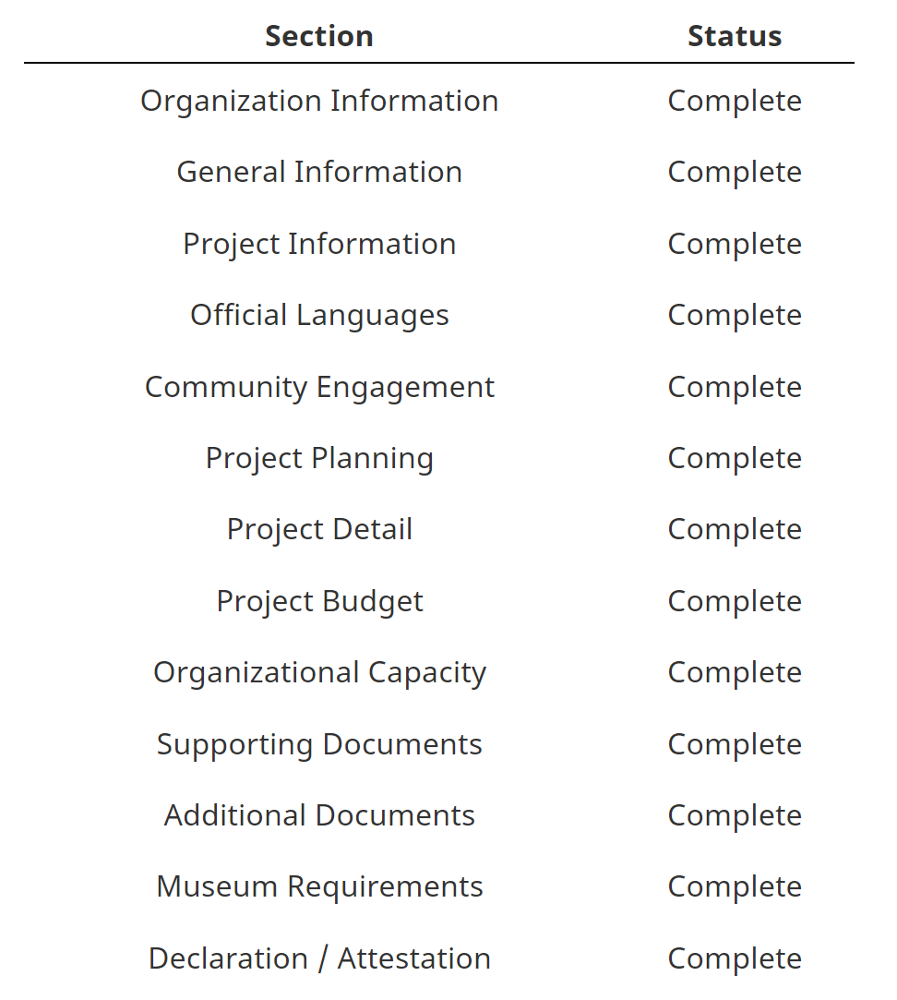 Section Status
Organization Information Complete
General Information Complete
Project Information Complete
Official Languages Complete
Community Engagement Complete
Project Planning Complete
Project Detail Complete
Project Budget Complete
Organizational Capacity Complete
Supporting Documents Complete
Additional Documents Complete
Museum Requirements Complete
Declaration / Attestation Complete